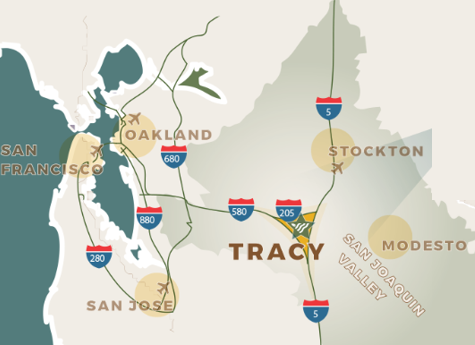 5
OAKLAND
SAN
FRANCISCO
STOCKTON
680
580
205
880
TRACY
MODESTO
SAN JOAQUIN
VALLEY
280
SAN JOSE
5